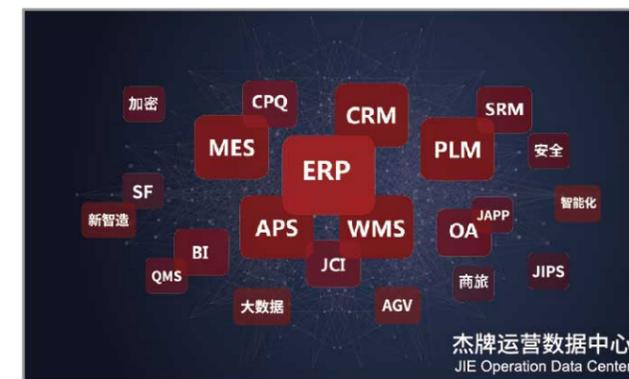 加密
CPQ
CRM
SRM
MES
ERP
PLM
安全
SF
新智造
智能化
APS
WMS
OA
JAPP
BI
JCI
QMS
商旅
JIPS
大数据
AGV
杰牌运营数据中心
JIE Operation Data Center